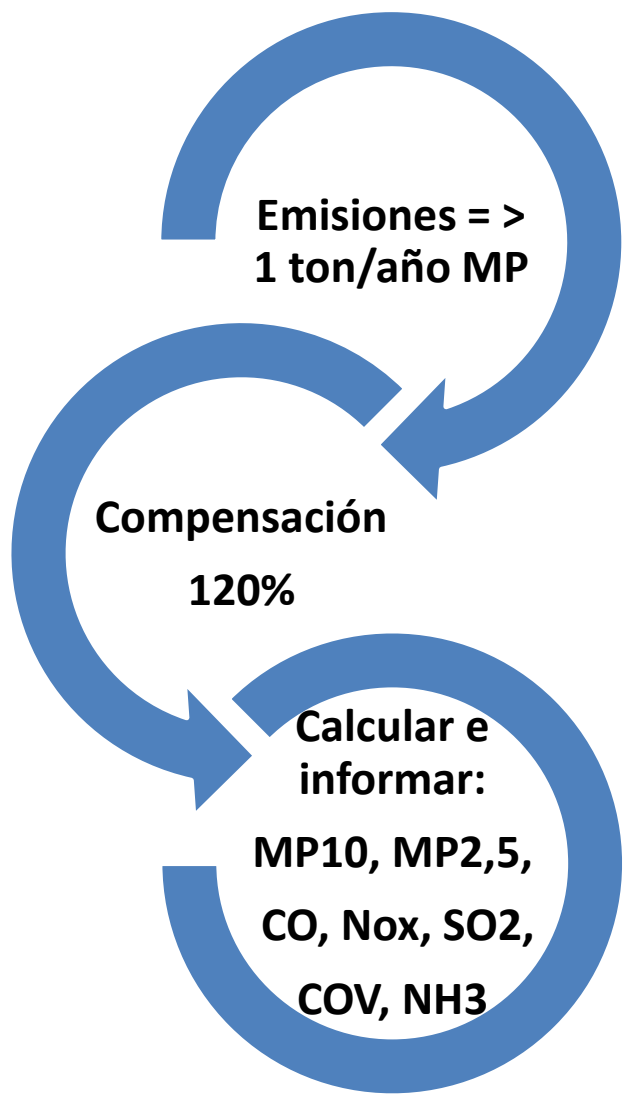 Emisiones = >
1 ton/año MP
Compensación
120%
Calcular e
informar:
MP10, MP2,5,
CO, Nox, SO2,
COV, NH3